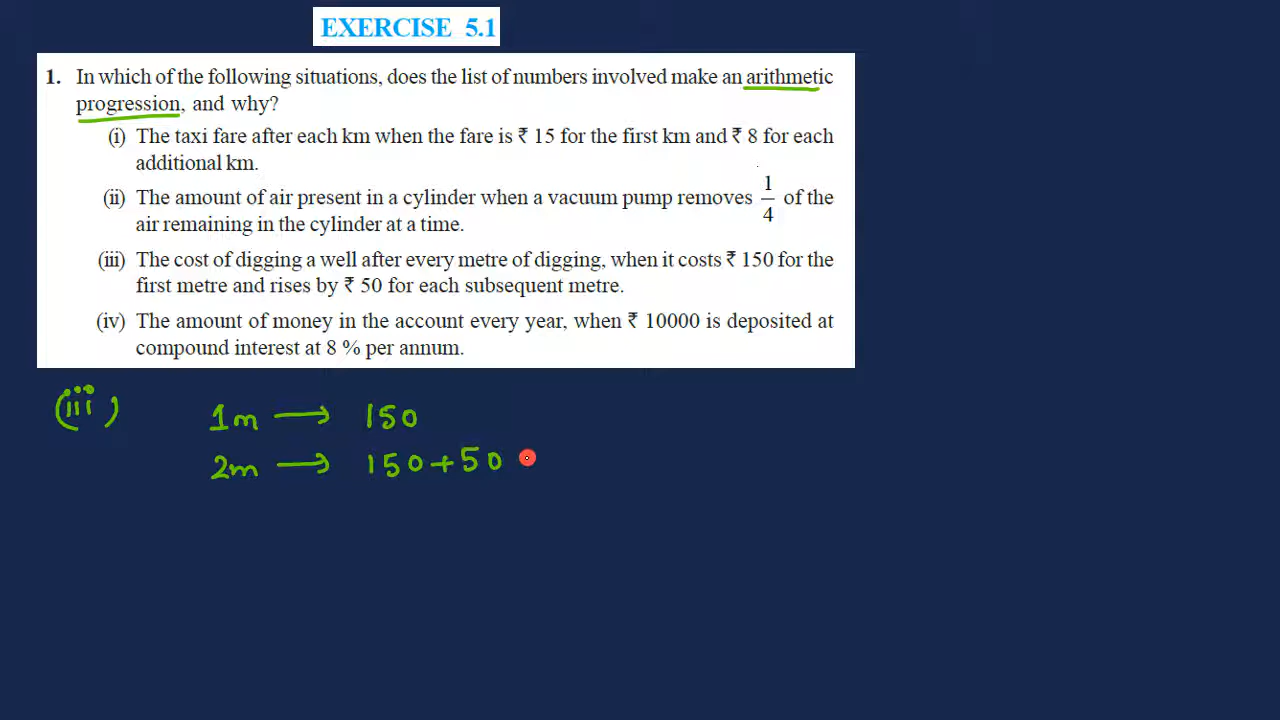 EXERCISE 5.1
1. In which of the following situations, does the list of numbers involved make an arithmetic
progression, and why?
(i) The taxi fare after each km when the fare is ₹ 15 for the first km and ₹ 8 for each
additional km.
(ii) The amount of air present in a cylinder when a vacuum pump removes 1/4 of the
air remaining in the cylinder at a time.
(iii) The cost of digging a well after every metre of digging, when it costs ₹ 150 for the
first metre and rises by ₹ 50 for each subsequent metre.
(iv) The amount of money in the account every year, when ₹ 10000 is deposited at
compound interest at 8 % per annum.
(iii) 1m → 150
2m → 150+50